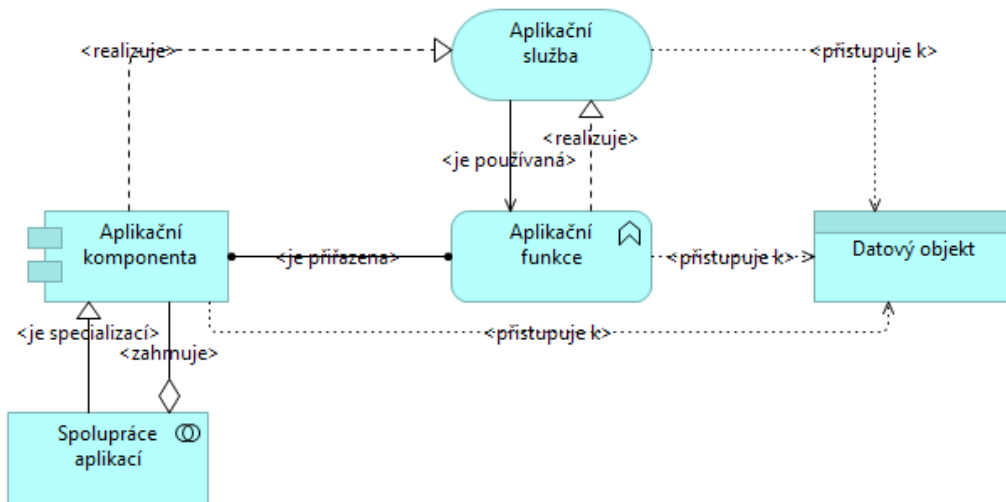 Aplikační
služba
<realizuje>
<přistupuje k>
<realizuje>
<je používaná>
Aplikační
komponenta
<je přiřazena>
Aplikační
funkce
<přistupuje k>
Datový objekt
<je specializací>
<přistupuje k>
<zahrnuje>
Spolupráce
aplikací